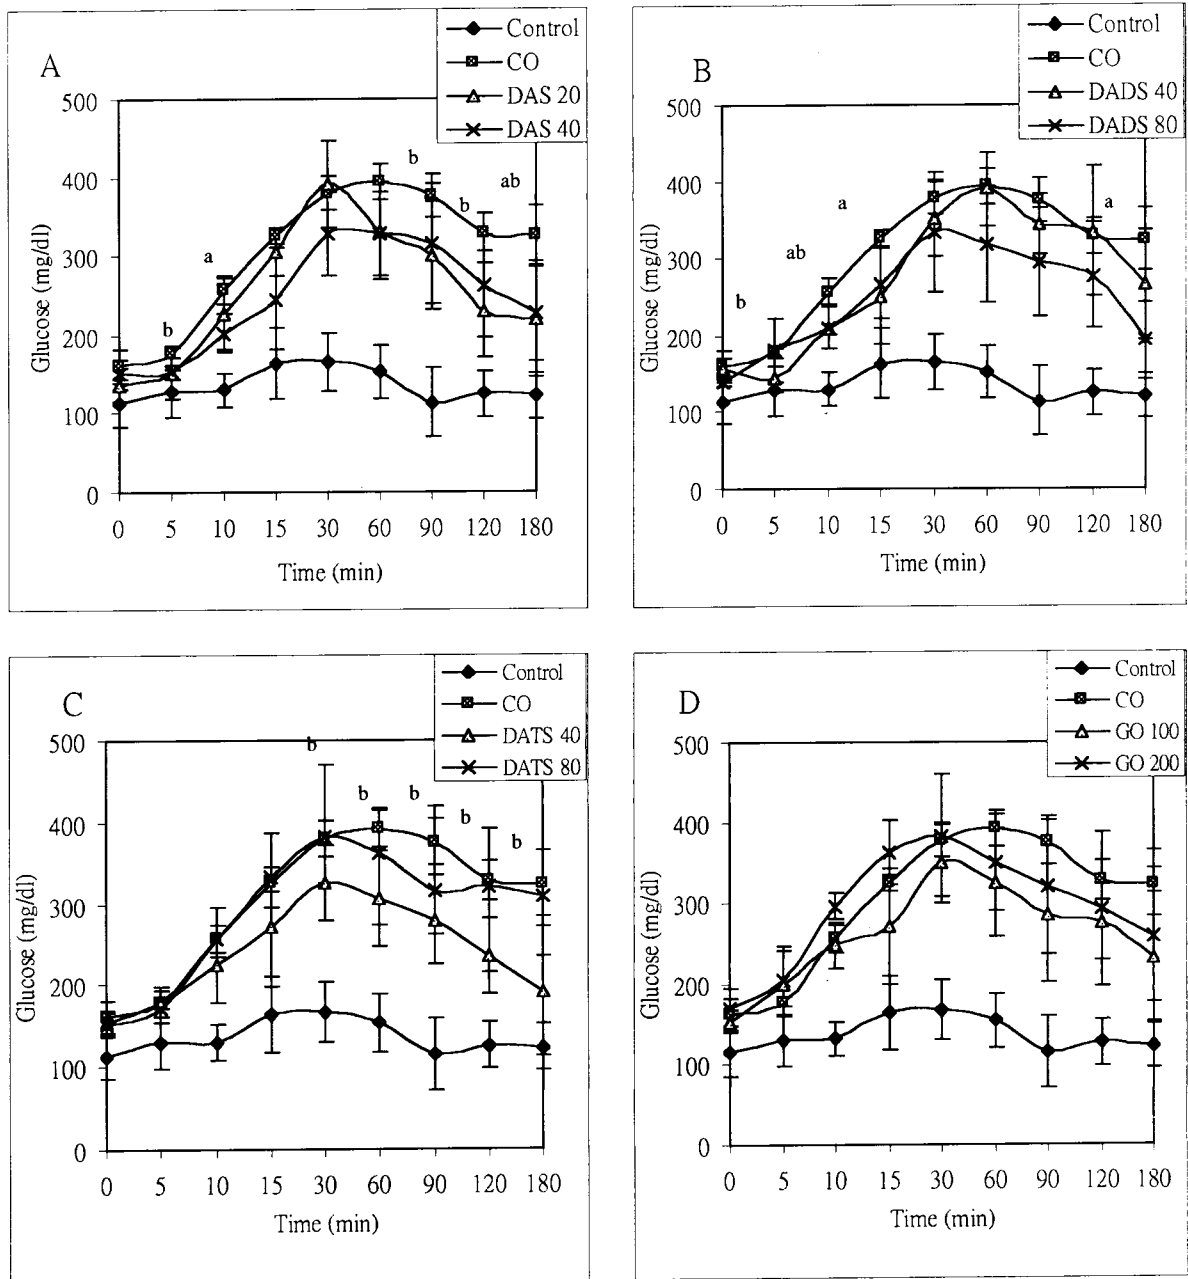 A
Control
CO
DAS 20
DAS 40
500
400
300
200
100
0
Glucose (mg/dl)
b
a
b
b
ab
0 5 10 15 30 60 90 120 180
Time (min)
B
Control
CO
DADS 40
DADS 80
500
400
300
200
100
0
Glucose (mg/dl)
b
ab
a
a
0 5 10 15 30 60 90 120 180
Time (min)
C
Control
CO
DATS 40
DATS 80
500
400
300
200
100
0
Glucose (mg/dl)
b
b
b
b
b
0 5 10 15 30 60 90 120 180
Time (min)
D
Control
CO
GO 100
GO 200
500
400
300
200
100
0
Glucose (mg/dl)
0 5 10 15 30 60 90 120 180
Time (min)